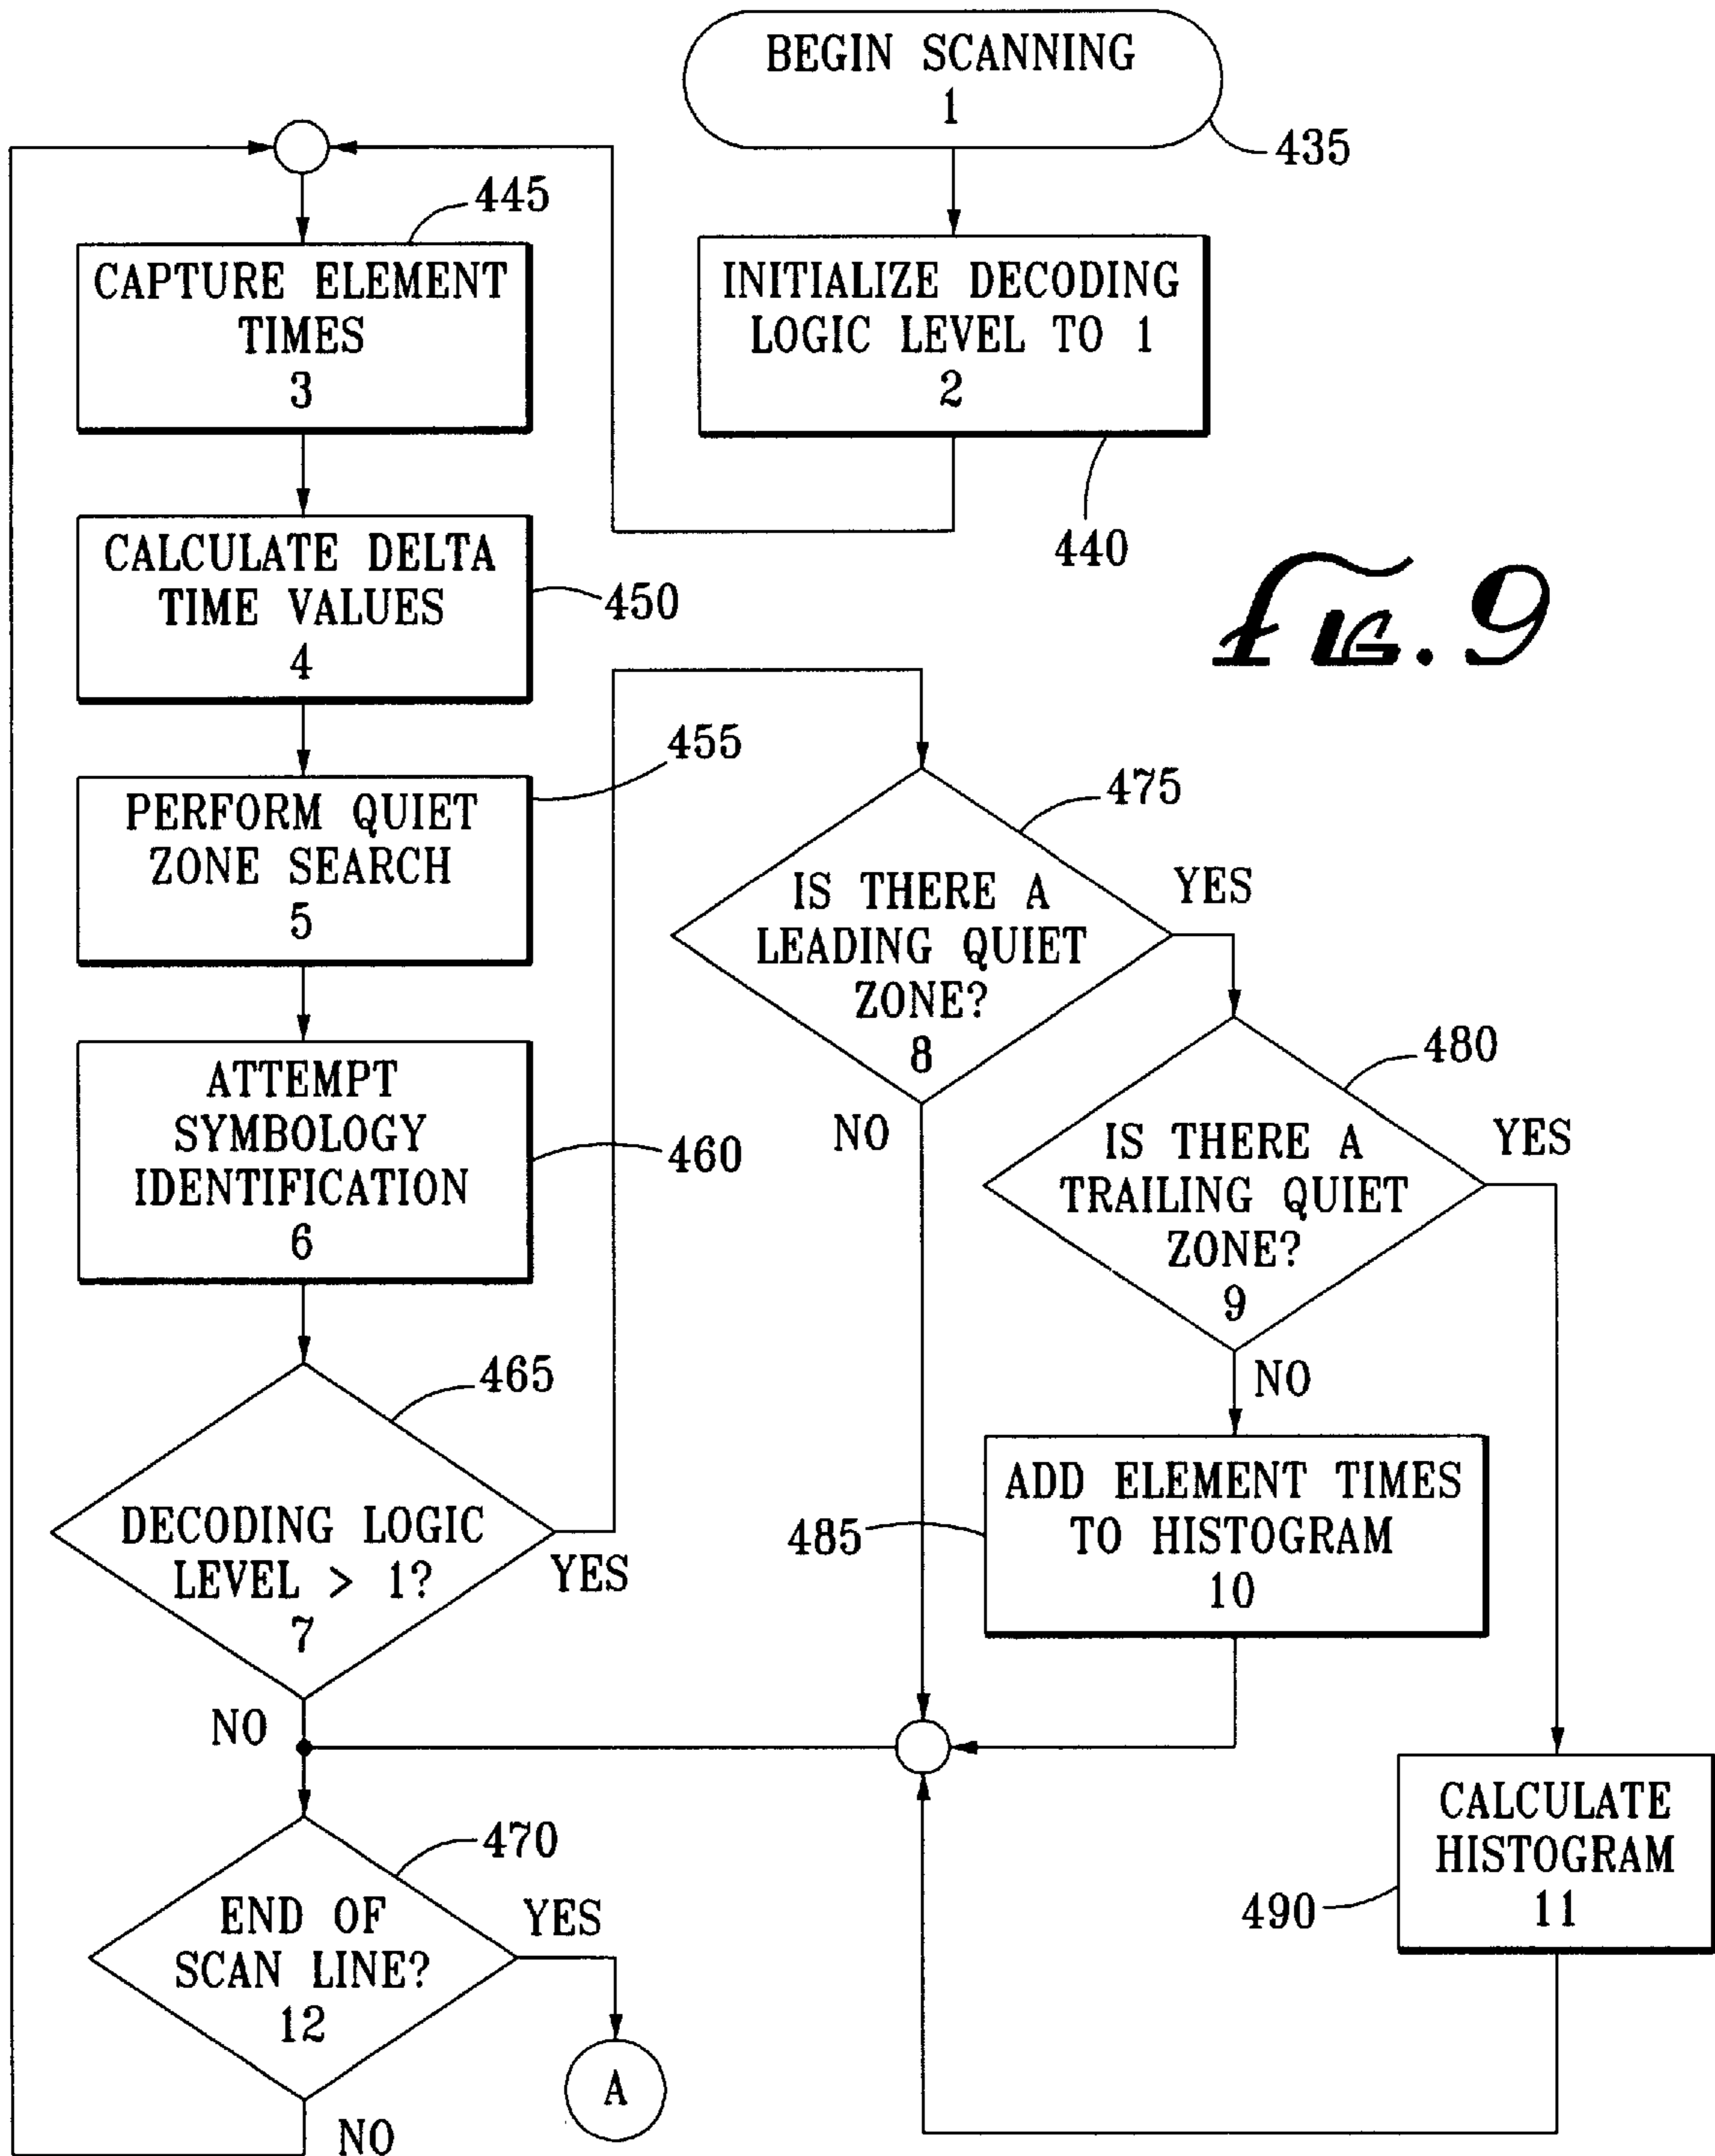 BEGIN SCANNING
1
435
INITIALIZE DECODING
LOGIC LEVEL TO 1
2
440
445
CAPTURE ELEMENT
TIMES
3
CALCULATE DELTA
TIME VALUES
4
450
FIG. 9
455
PERFORM QUIET
ZONE SEARCH
5
ATTEMPT
SYMBOLOGY
IDENTIFICATION
6
460
465
DECODING LOGIC
LEVEL > 1?
7
YES
NO
475
IS THERE A
LEADING QUIET
ZONE?
8
YES
NO
480
IS THERE A
TRAILING QUIET
ZONE?
9
YES
NO
485
ADD ELEMENT TIMES
TO HISTOGRAM
10
CALCULATE
HISTOGRAM
11
490
470
END OF
SCAN LINE?
12
YES
NO
A